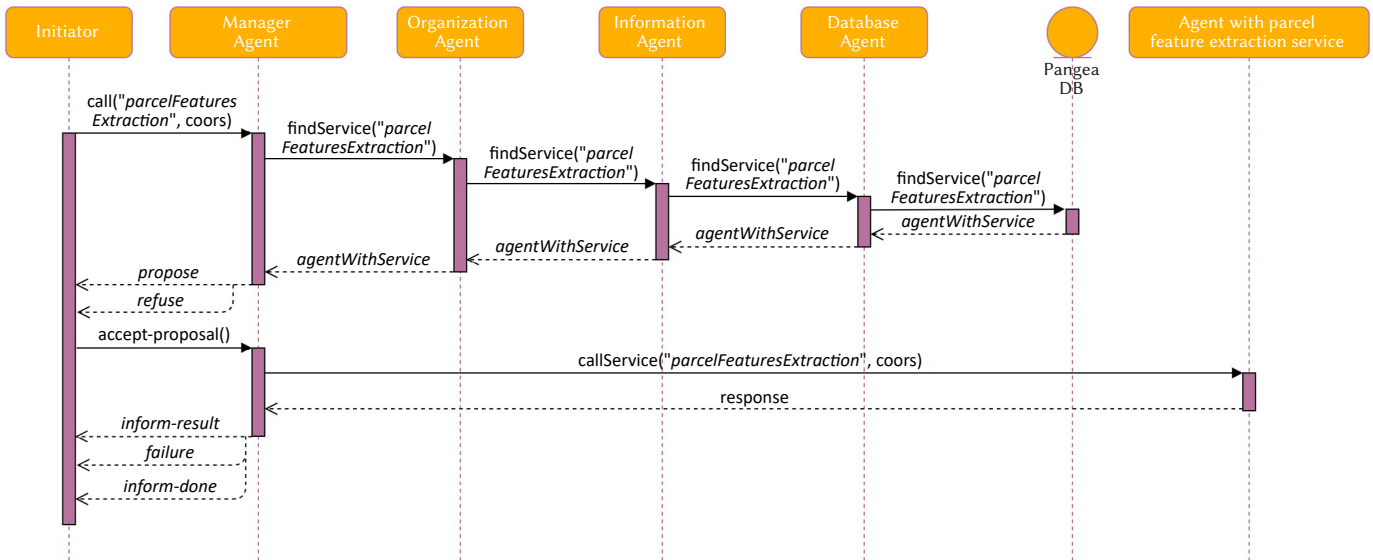 Initiator
Manager
Agent
Organization
Agent
Information
Agent
Database
Agent
Pangea
DB
Agent with parcel
feature extraction service
call("parcelFeatures
Extraction", coors)
findService("parcel
FeaturesExtraction")
findService("parcel
FeaturesExtraction")
findService("parcel
FeaturesExtraction")
findService("parcel
FeaturesExtraction")
agentWithService
agentWithService
agentWithService
agentWithService
propose
refuse
accept-proposal()
callService("parcelFeaturesExtraction", coors)
response
inform-result
failure
inform-done